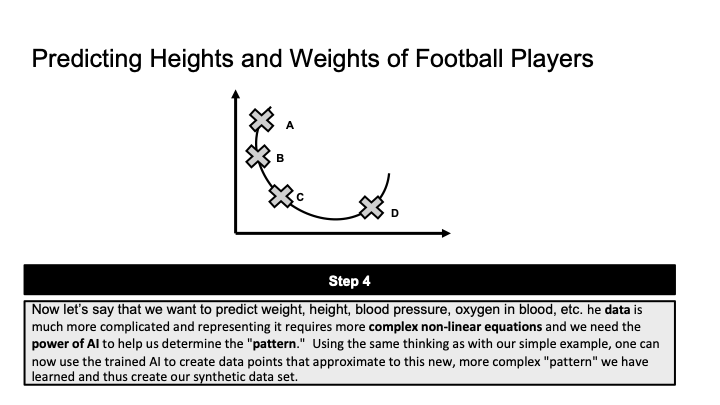 Predicting Heights and Weights of Football Players
A
B
C
D
Step 4
Now let's say that we want to predict weight, height, blood pressure, oxygen in blood, etc. he data is
much more complicated and representing it requires more complex non-linear equations and we need the
power of AI to help us determine the "pattern."  Using the same thinking as with our simple example, one can
now use the trained AI to create data points that approximate to this new, more complex "pattern" we have
learned and thus create our synthetic data set.